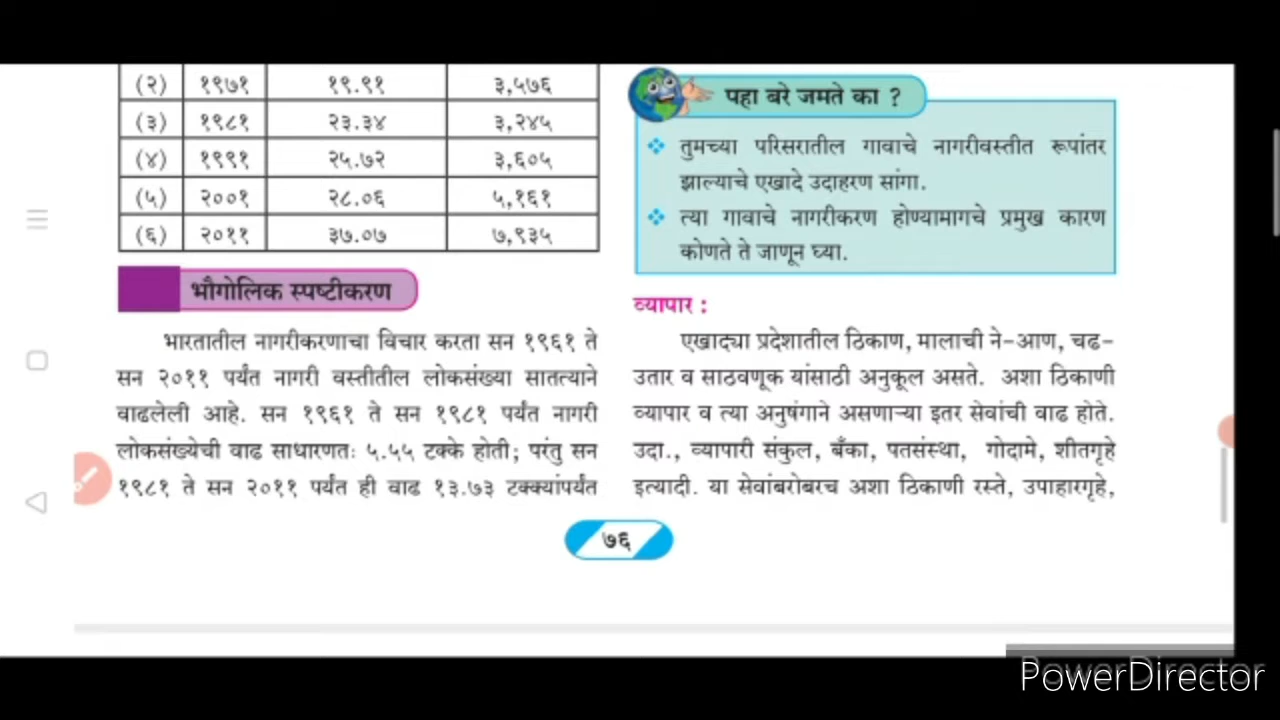 (२) १९७१ १९.९१ ३,५७६
(३) १९८१ २३.३४ ३,२४५
(४) १९९१ २५.७२ ३,६०५
(५) २००१ २८.०६ ५,१६१
(६) २०११ ३७.०७ ७,९३५
भौगोलिक स्पष्टीकरण
भारतातील नागरीकरणाचा विचार करता सन १९६१ ते
सन २०११ पर्यंत नागरी वस्तीतील लोकसंख्या सातत्याने
वाढलेली आहे. सन १९६१ ते सन १९८१ पर्यंत नागरी
लोकसंख्येची वाढ साधारणतः ५.५५ टक्के होती; परंतु सन
१९८१ ते सन २०११ पर्यंत ही वाढ १३.७३ टक्क्यांपर्यंत
पहा बरे जमते का ?
तुमच्या परिसरातील गावाचे नागरीवस्तीत रूपांतर
झाल्याचे एखादे उदाहरण सांगा.
त्या गावाचे नागरीकरण होण्यामागचे प्रमुख कारण
कोणते ते जाणून घ्या.
व्यापार :
एखाद्या प्रदेशातील ठिकाण, मालाची ने-आण, चढ-
उतार व साठवणूक यांसाठी अनुकूल असते. अशा ठिकाणी
व्यापार व त्या अनुषंगाने असणाऱ्या इतर सेवांची वाढ होते.
उदा., व्यापारी संकुल, बँका, पतसंस्था, गोदामे, शीतगृहे
इत्यादी. या सेवांबरोबरच अशा ठिकाणी रस्ते, उपाहारगृहे,
७६
PowerDirector